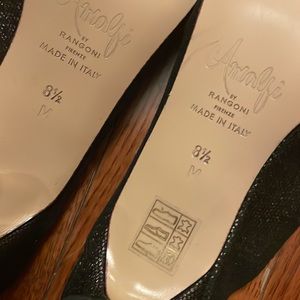 Amalfi
BY
RANGONI
FIRENZE
MADE IN ITALY
8½
M
Amalfi
BY
RANGONI
FIRENZE
MADE IN ITALY
8½
M